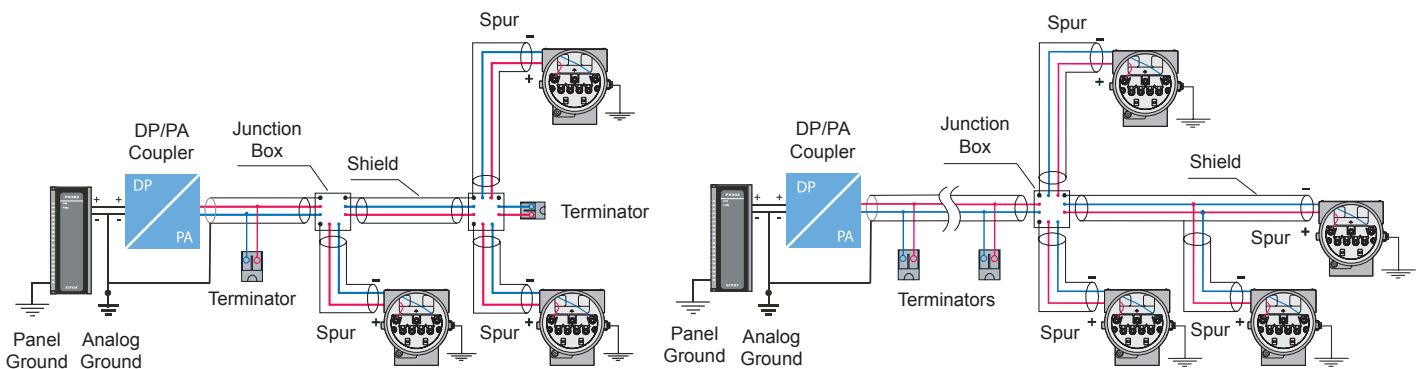 Spur
DP/PA
Coupler
Junction
Box
Shield
DP
PA
+ +
-
-
+
Terminator
Terminator
-
+
Spur
-
+
Spur
Panel
Ground
Analog
Ground
Spur
DP/PA
Coupler
Junction
Box
Shield
DP
PA
+ +
-
-
+
Terminators
-
+
Spur
-
+
Spur
-
+
Spur
Panel
Ground
Analog
Ground